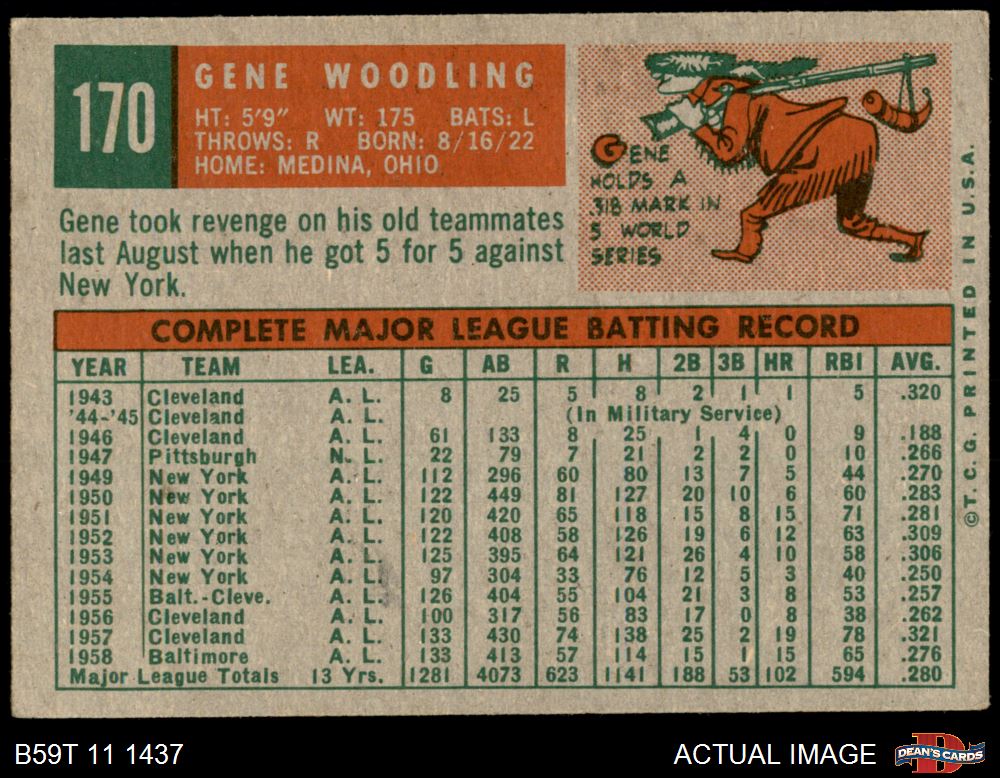 170
GENE WOODLING
HT: 5'9" WT: 175 BATS: L
THROWS: R BORN: 8/16/22
HOME: MEDINA, OHIO
Gene took revenge on his old teammates
last August when he got 5 for 5 against
New York.
GENE
HOLDS A
.318 MARK IN
5 WORLD
SERIES
COMPLETE MAJOR LEAGUE BATTING RECORD
YEAR TEAM LEA. G AB R H 2B 3B HR RBI AVG.
1943 Cleveland A. L. 8 25 5 8 2 1 1 5 .320
'44-'45 Cleveland A. L. (In Military Service)
1946 Cleveland A. L. 61 133 8 25 1 4 0 9 .188
1947 Pittsburgh N. L. 22 79 7 21 2 2 0 10 .266
1949 New York A. L. 112 296 60 80 13 7 5 44 .270
1950 New York A. L. 122 449 81 127 20 10 6 60 .283
1951 New York A. L. 120 420 65 118 15 8 15 71 .281
1952 New York A. L. 122 408 58 126 19 6 12 63 .309
1953 New York A. L. 125 395 64 121 26 4 10 58 .306
1954 New York A. L. 97 304 33 76 12 5 3 40 .250
1955 Balt.-Cleve. A. L. 126 404 55 104 21 3 8 53 .257
1956 Cleveland A. L. 100 317 56 83 17 0 8 38 .262
1957 Cleveland A. L. 133 430 74 138 25 2 19 78 .321
1958 Baltimore A. L. 133 413 57 114 15 1 15 65 .276
Major League Totals 13 Yrs. 1281 4073 623 1141 188 53 102 594 .280
©T.C.G. PRINTED IN U.S.A.
B59T 11 1437
ACTUAL IMAGE
DEAN'S CARDS